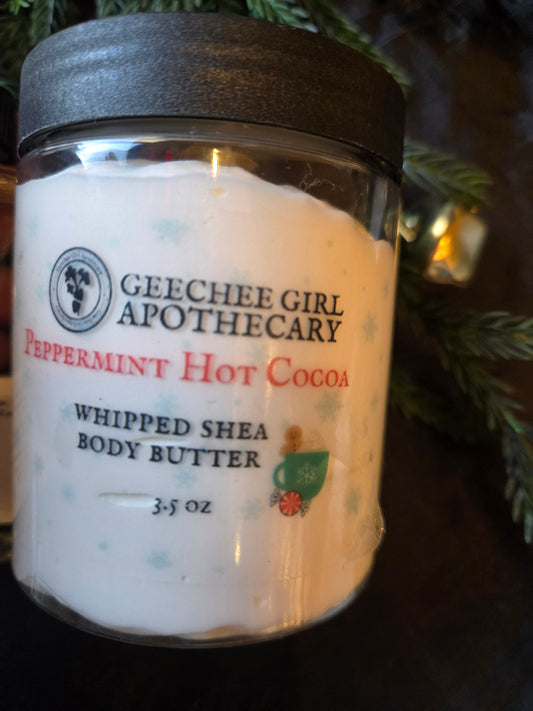 GEECHEE GIRL
APOTHECARY
PEPPERMINT HOT COCOA
WHIPPED SHEA
BODY BUTTER
3.5 OZ